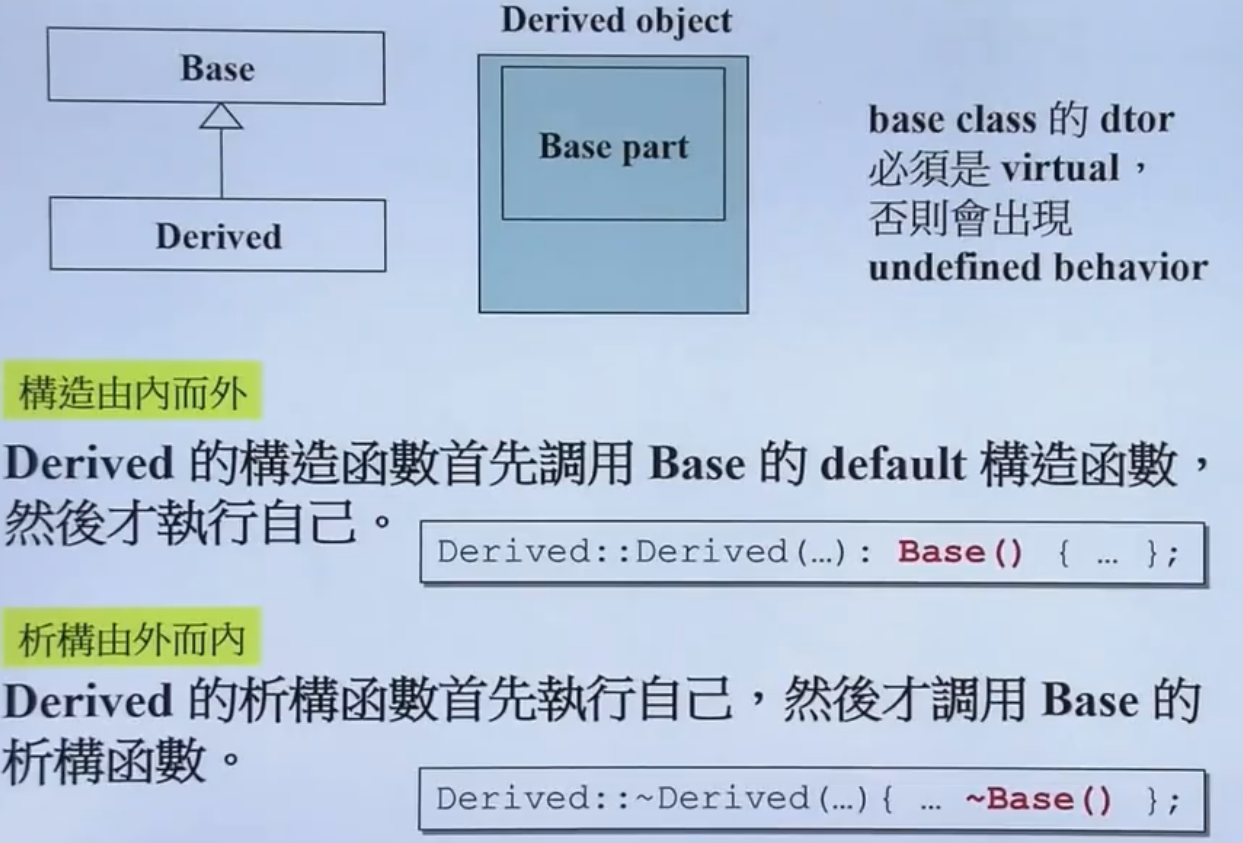 Base
Derived
Derived object
Base part
base class 的 dtor
必須是 virtual，
否則會出現
undefined behavior
構造由內而外
Derived 的構造函數首先調用 Base 的 default 構造函數，
然後才執行自己。
Derived::Derived(…): Base() { … };
析構由外而內
Derived 的析構函數首先執行自己，然後才調用 Base 的
析構函數。
Derived::~Derived(…){ … ~Base() };